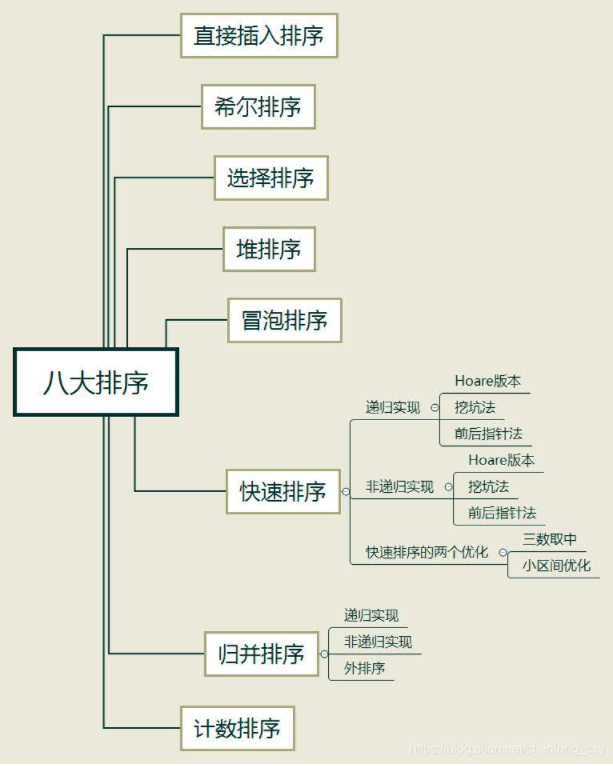 直接插入排序
希尔排序
选择排序
堆排序
冒泡排序
八大排序
快速排序
递归实现
Hoare版本
挖坑法
前后指针法
非递归实现
Hoare版本
挖坑法
前后指针法
快速排序的两个优化
三数取中
小区间优化
归并排序
递归实现
非递归实现
外排序
计数排序
https://blog.csdn.net/chenlong_cxy